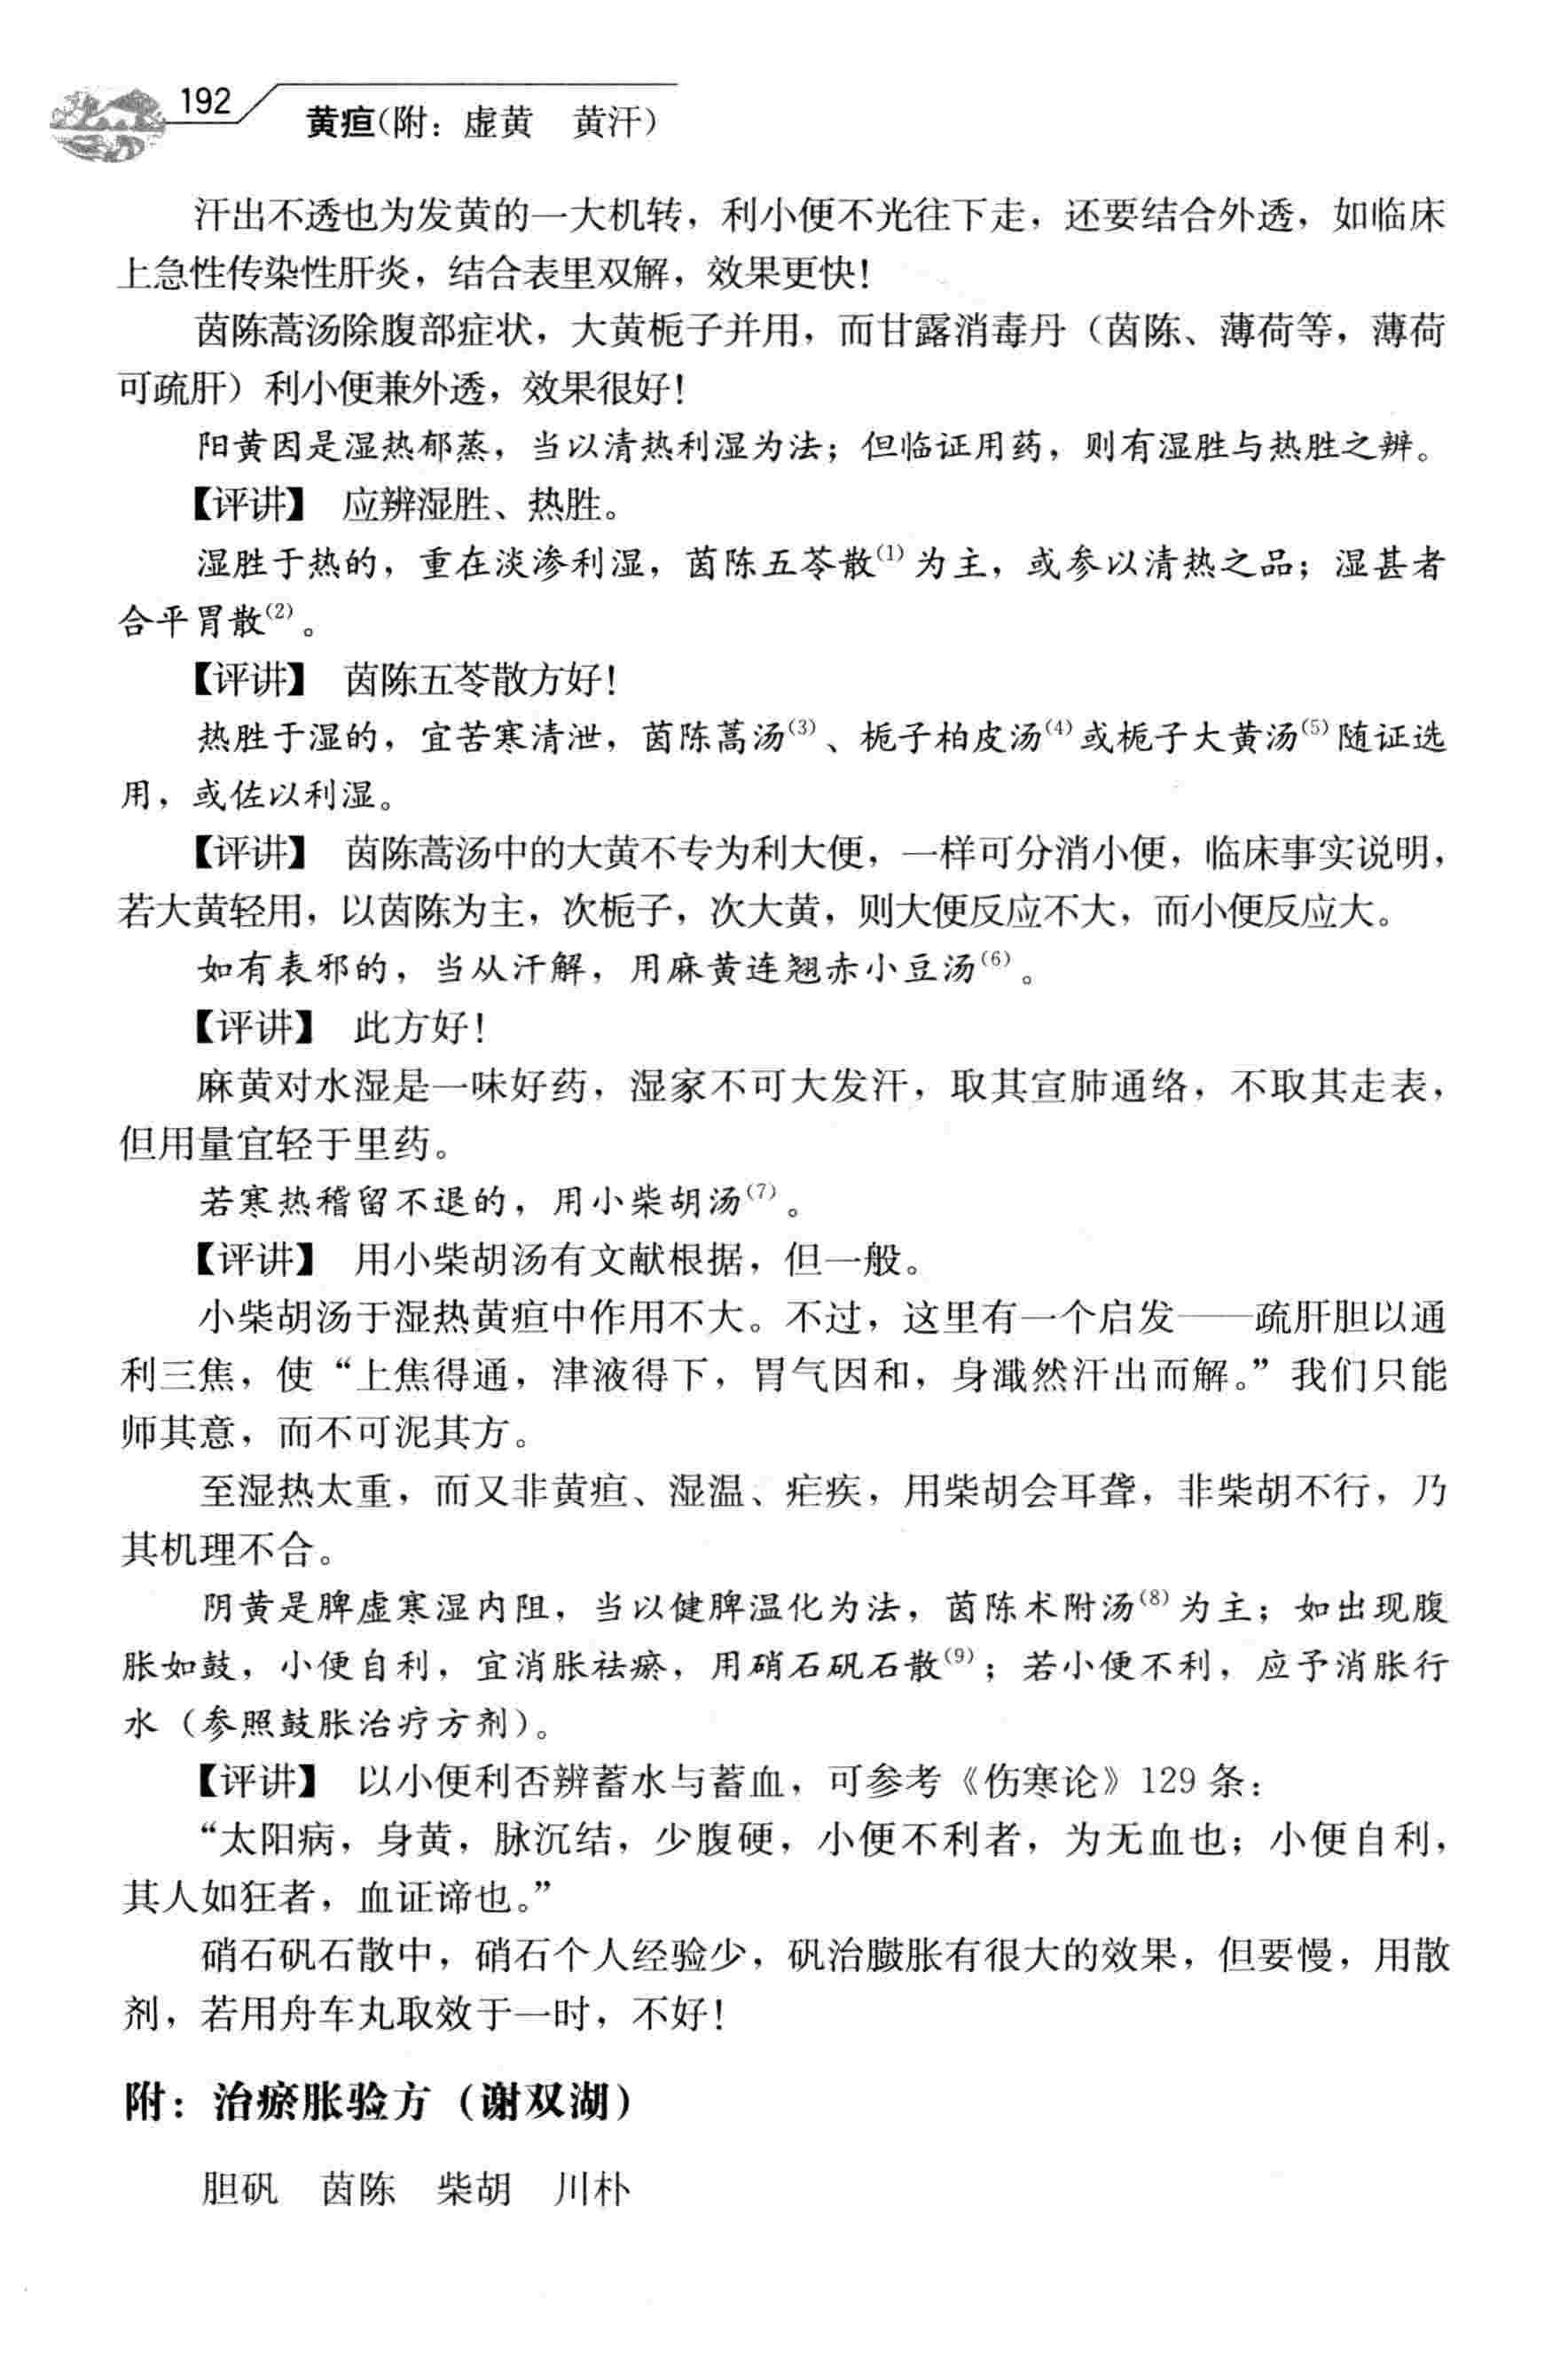 192
黄疸(附：虚黄　黄汗)
汗出不透也为发黄的一大机转，利小便不光往下走，还要结合外透，如临床
上急性传染性肝炎，结合表里双解，效果更快！
茵陈蒿汤除腹部症状，大黄栀子并用，而甘露消毒丹（茵陈、薄荷等，薄荷
可疏肝）利小便兼外透，效果很好！
阳黄因是湿热郁蒸，当以清热利湿为法；但临证用药，则有湿胜与热胜之辨。
【评讲】　应辨湿胜、热胜。
湿胜于热的，重在淡渗利湿，茵陈五苓散⁽¹⁾为主，或参以清热之品；湿甚者
合平胃散⁽²⁾。
【评讲】　茵陈五苓散方好！
热胜于湿的，宜苦寒清泄，茵陈蒿汤⁽³⁾、栀子柏皮汤⁽⁴⁾或栀子大黄汤⁽⁵⁾随证选
用，或佐以利湿。
【评讲】　茵陈蒿汤中的大黄不专为利大便，一样可分消小便，临床事实说明，
若大黄轻用，以茵陈为主，次栀子，次大黄，则大便反应不大，而小便反应大。
如有表邪的，当从汗解，用麻黄连翘赤小豆汤⁽⁶⁾。
【评讲】　此方好！
麻黄对水湿是一味好药，湿家不可大发汗，取其宣肺通络，不取其走表，
但用量宜轻于里药。
若寒热稽留不退的，用小柴胡汤⁽⁷⁾。
【评讲】　用小柴胡汤有文献根据，但一般。
小柴胡汤于湿热黄疸中作用不大。不过，这里有一个启发——疏肝胆以通
利三焦，使“上焦得通，津液得下，胃气因和，身濈然汗出而解。”我们只能
师其意，而不可泥其方。
至湿热太重，而又非黄疸、湿温、疟疾，用柴胡会耳聋，非柴胡不行，乃
其机理不合。
阴黄是脾虚寒湿内阻，当以健脾温化为法，茵陈术附汤⁽⁸⁾为主；如出现腹
胀如鼓，小便自利，宜消胀祛瘀，用硝石矾石散⁽⁹⁾；若小便不利，应予消胀行
水（参照鼓胀治疗方剂）。
【评讲】　以小便利否辨蓄水与蓄血，可参考《伤寒论》129 条：
“太阳病，身黄，脉沉结，少腹硬，小便不利者，为无血也；小便自利，
其人如狂者，血证谛也。”
硝石矾石散中，硝石个人经验少，矾治臌胀有很大的效果，但要慢，用散
剂，若用舟车丸取效于一时，不好！
附：治瘀胀验方（谢双湖）
胆矾　茵陈　柴胡　川朴